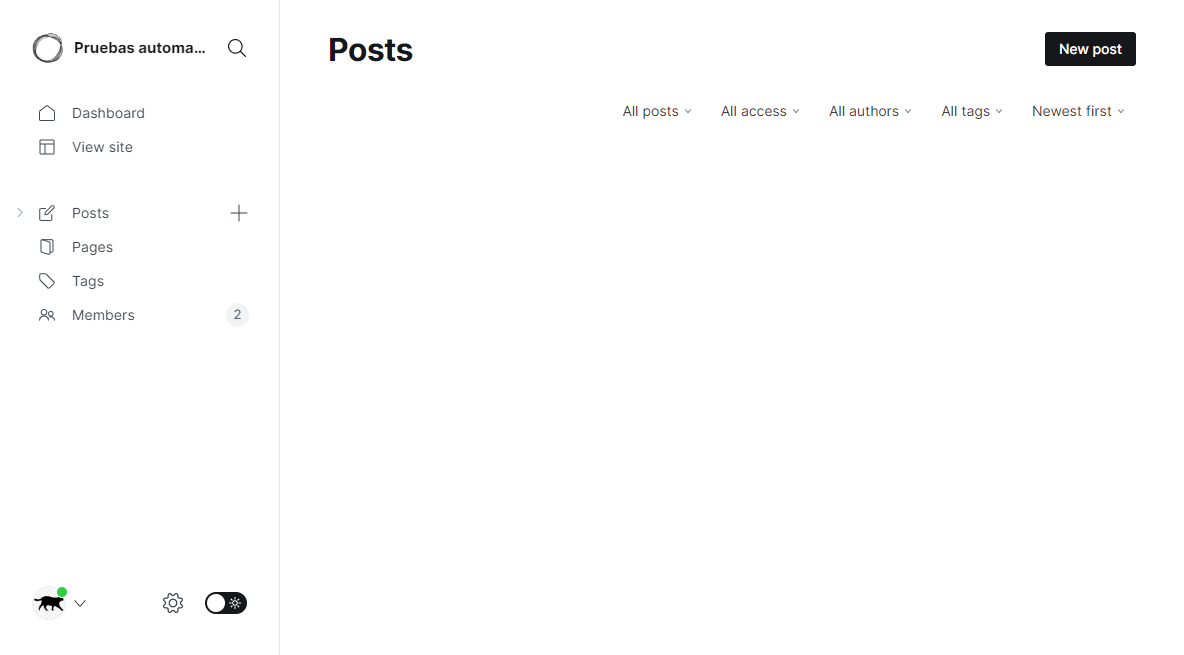 Pruebas automa...
Dashboard
View site
Posts
Pages
Tags
Members 2
Posts
New post
All posts All access All authors All tags Newest first